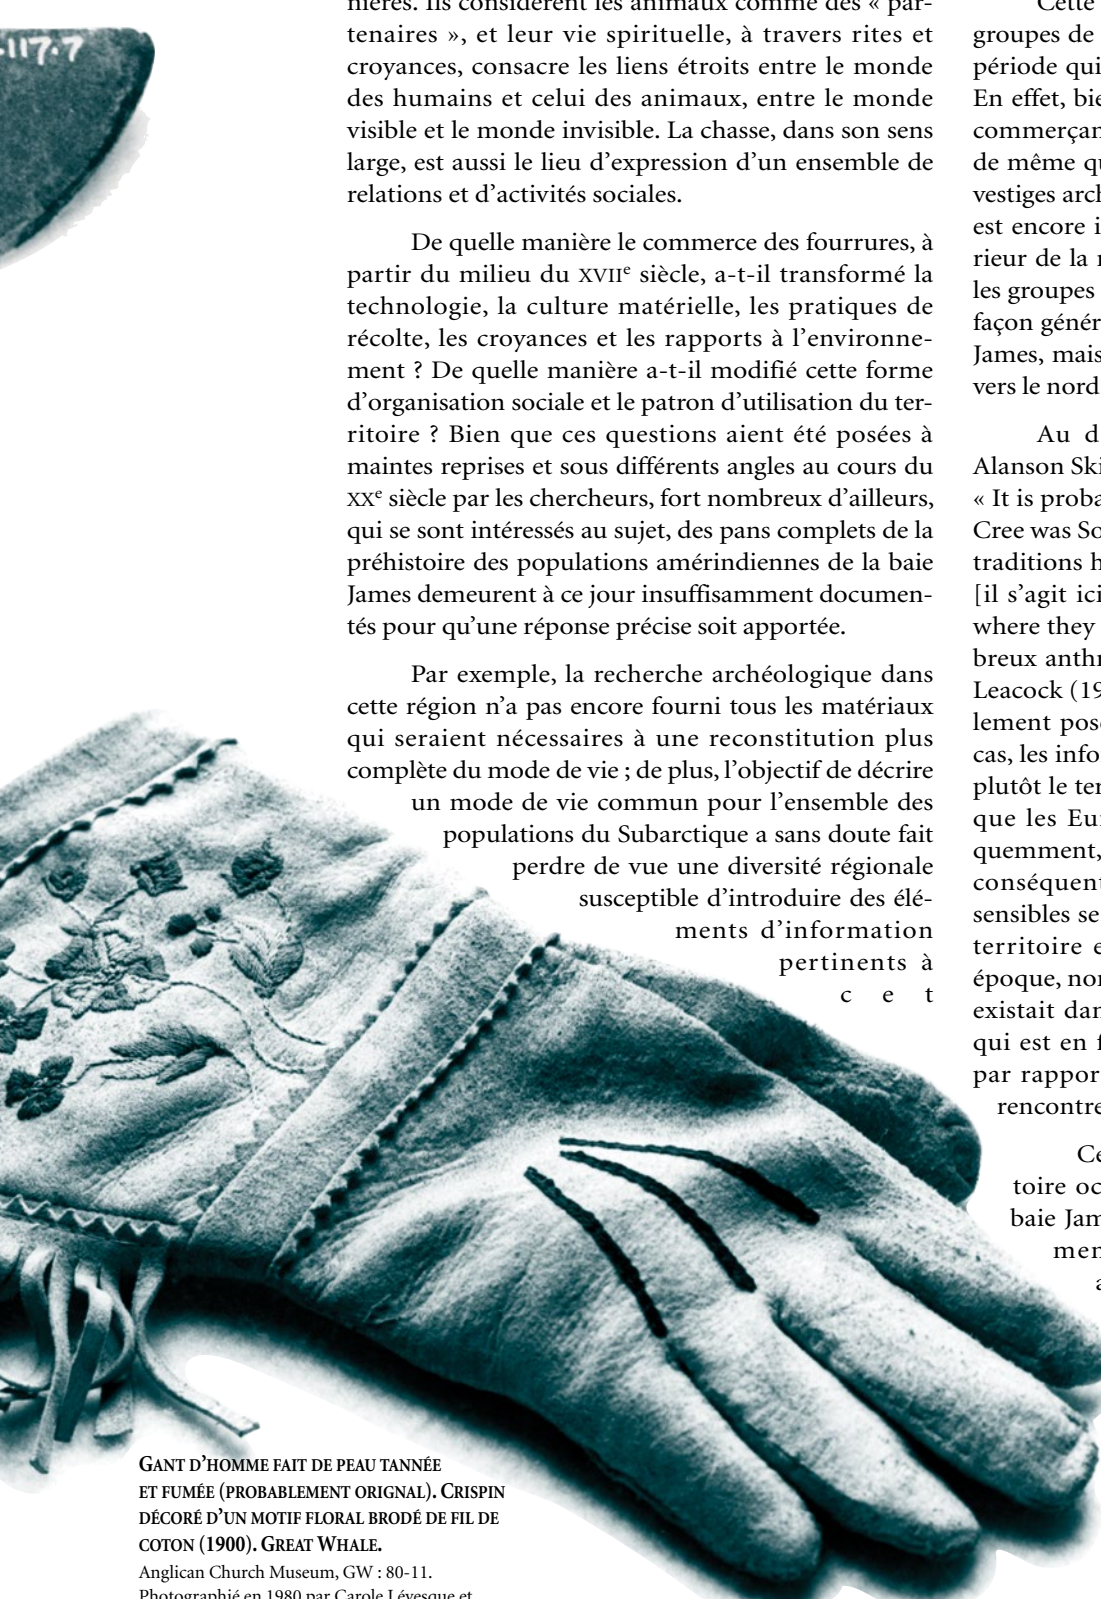 .117.7
nières. Ils considèrent les animaux comme des « par-
tenaires », et leur vie spirituelle, à travers rites et
croyances, consacre les liens étroits entre le monde
des humains et celui des animaux, entre le monde
visible et le monde invisible. La chasse, dans son sens
large, est aussi le lieu d’expression d’un ensemble de
relations et d’activités sociales.
De quelle manière le commerce des fourrures, à
partir du milieu du XVIIe siècle, a-t-il transformé la
technologie, la culture matérielle, les pratiques de
récolte, les croyances et les rapports à l’environne-
ment ? De quelle manière a-t-il modifié cette forme
d’organisation sociale et le patron d’utilisation du ter-
ritoire ? Bien que ces questions aient été posées à
maintes reprises et sous différents angles au cours du
XXe siècle par les chercheurs, fort nombreux d’ailleurs,
qui se sont intéressés au sujet, des pans complets de la
préhistoire des populations amérindiennes de la baie
James demeurent à ce jour insuffisamment documen-
tés pour qu’une réponse précise soit apportée.
Par exemple, la recherche archéologique dans
cette région n’a pas encore fourni tous les matériaux
qui seraient nécessaires à une reconstitution plus
complète du mode de vie ; de plus, l’objectif de décrire
un mode de vie commun pour l’ensemble des
populations du Subarctique a sans doute fait
perdre de vue une diversité régionale
susceptible d’introduire des élé-
ments d’information
pertinents à
c e t
Cette
groupes de
période qui
En effet, bie
commerçan
de même qu
vestiges arch
est encore i
rieur de la
les groupes
façon génér
James, mais
vers le nord
Au d
Alanson Ski
« It is proba
Cree was So
traditions h
[il s’agit ici
where they
breux anthr
Leacock (19
lement pose
cas, les info
plutôt le ter
que les Eur
quemment,
conséquent
sensibles se
territoire e
époque, nor
existait dan
qui est en f
par rappor
rencontre
Ce
toire oc
baie Jam
men
a
GANT D’HOMME FAIT DE PEAU TANNÉE
ET FUMÉE (PROBABLEMENT ORIGNAL). CRISPIN
DÉCORÉ D’UN MOTIF FLORAL BRODÉ DE FIL DE
COTON (1900). GREAT WHALE.
Anglican Church Museum, GW : 80-11.
Photographié en 1980 par Carole Lévesque et